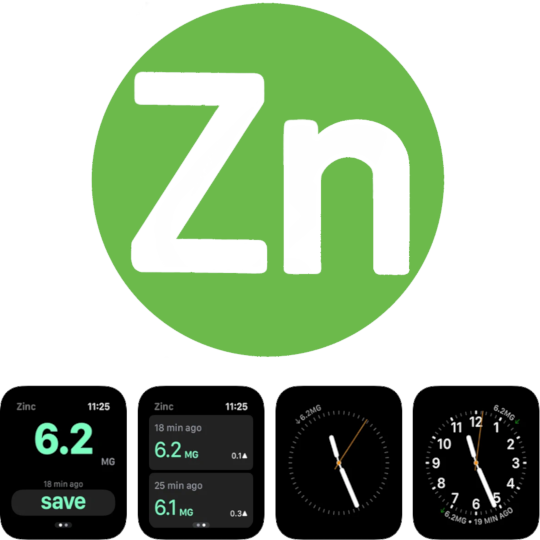 Zn
Zinc 11:25
6.2
MG
18 min ago
save
Zinc 11:25
18 min ago
6.2 MG 0.1▲
25 min ago
6.1 MG 0.3▲
↓6.2MG
6.2MG↓
12
11 1
10 2
9 3
8 4
7 5
6
↓6.2MG • 19 MIN AGO